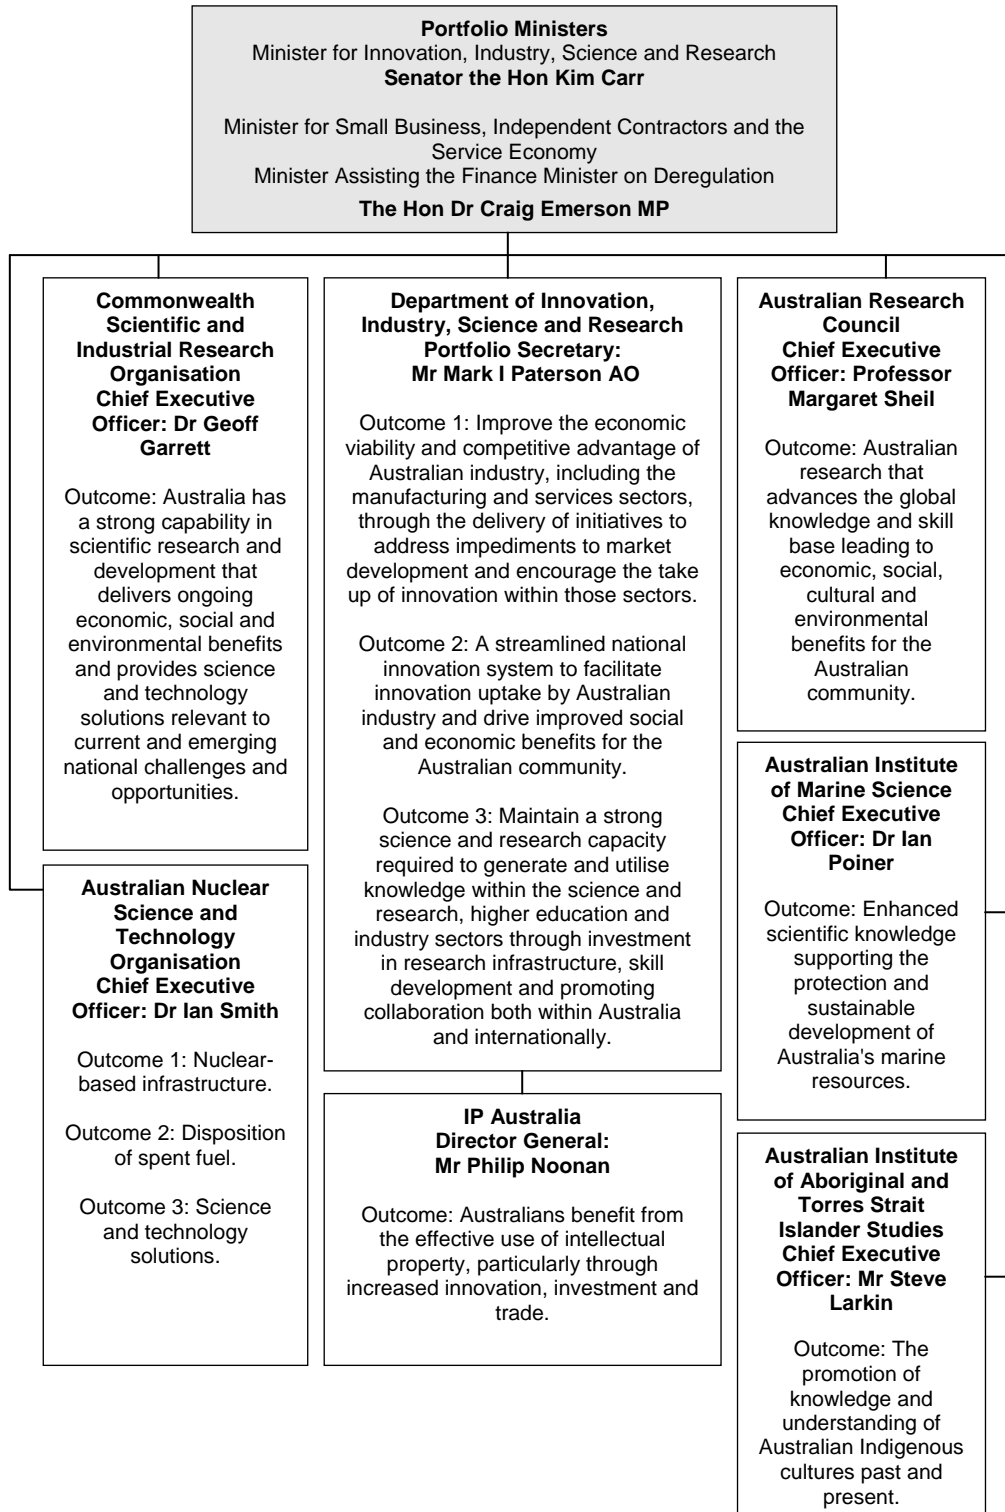 Portfolio Ministers
Minister for Innovation, Industry, Science and Research
Senator the Hon Kim Carr
Minister for Small Business, Independent Contractors and the
Service Economy
Minister Assisting the Finance Minister on Deregulation
The Hon Dr Craig Emerson MP
Commonwealth
Scientific and
Industrial Research
Organisation
Chief Executive
Officer: Dr Geoff
Garrett
Outcome: Australia has
a strong capability in
scientific research and
development that
delivers ongoing
economic, social and
environmental benefits
and provides science
and technology
solutions relevant to
current and emerging
national challenges and
opportunities.
Australian Nuclear
Science and
Technology
Organisation
Chief Executive
Officer: Dr Ian Smith
Outcome 1: Nuclear-
based infrastructure.
Outcome 2: Disposition
of spent fuel.
Outcome 3: Science
and technology
solutions.
Department of Innovation,
Industry, Science and Research
Portfolio Secretary:
Mr Mark I Paterson AO
Outcome 1: Improve the economic
viability and competitive advantage of
Australian industry, including the
manufacturing and services sectors,
through the delivery of initiatives to
address impediments to market
development and encourage the take
up of innovation within those sectors.
Outcome 2: A streamlined national
innovation system to facilitate
innovation uptake by Australian
industry and drive improved social
and economic benefits for the
Australian community.
Outcome 3: Maintain a strong
science and research capacity
required to generate and utilise
knowledge within the science and
research, higher education and
industry sectors through investment
in research infrastructure, skill
development and promoting
collaboration both within Australia
and internationally.
IP Australia
Director General:
Mr Philip Noonan
Outcome: Australians benefit from
the effective use of intellectual
property, particularly through
increased innovation, investment and
trade.
Australian Research
Council
Chief Executive
Officer: Professor
Margaret Sheil
Outcome: Australian
research that
advances the global
knowledge and skill
base leading to
economic, social,
cultural and
environmental
benefits for the
Australian
community.
Australian Institute
of Marine Science
Chief Executive
Officer: Dr Ian
Poiner
Outcome: Enhanced
scientific knowledge
supporting the
protection and
sustainable
development of
Australia's marine
resources.
Australian Institute
of Aboriginal and
Torres Strait
Islander Studies
Chief Executive
Officer: Mr Steve
Larkin
Outcome: The
promotion of
knowledge and
understanding of
Australian Indigenous
cultures past and
present.